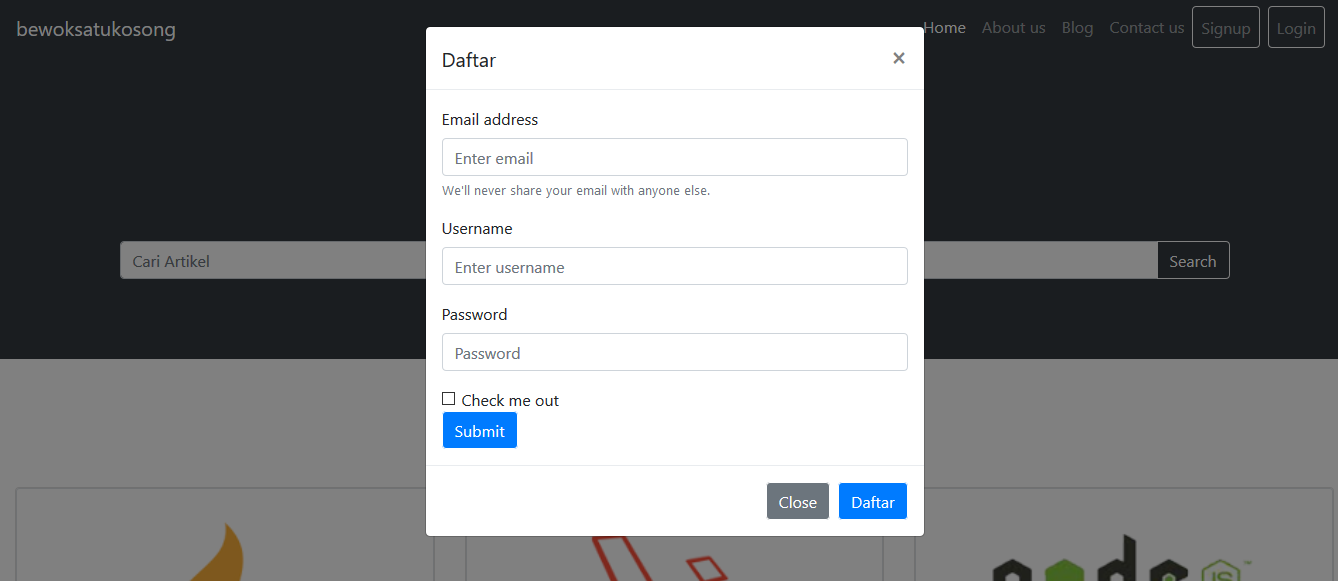 bewoksatukosong
Home About us Blog Contact us Signup Login
Daftar ×
Email address
Enter email
We'll never share your email with anyone else.
Username
Enter username
Cari Artikel
Search
Password
Password
Check me out
Submit
Close Daftar
node
JS ™